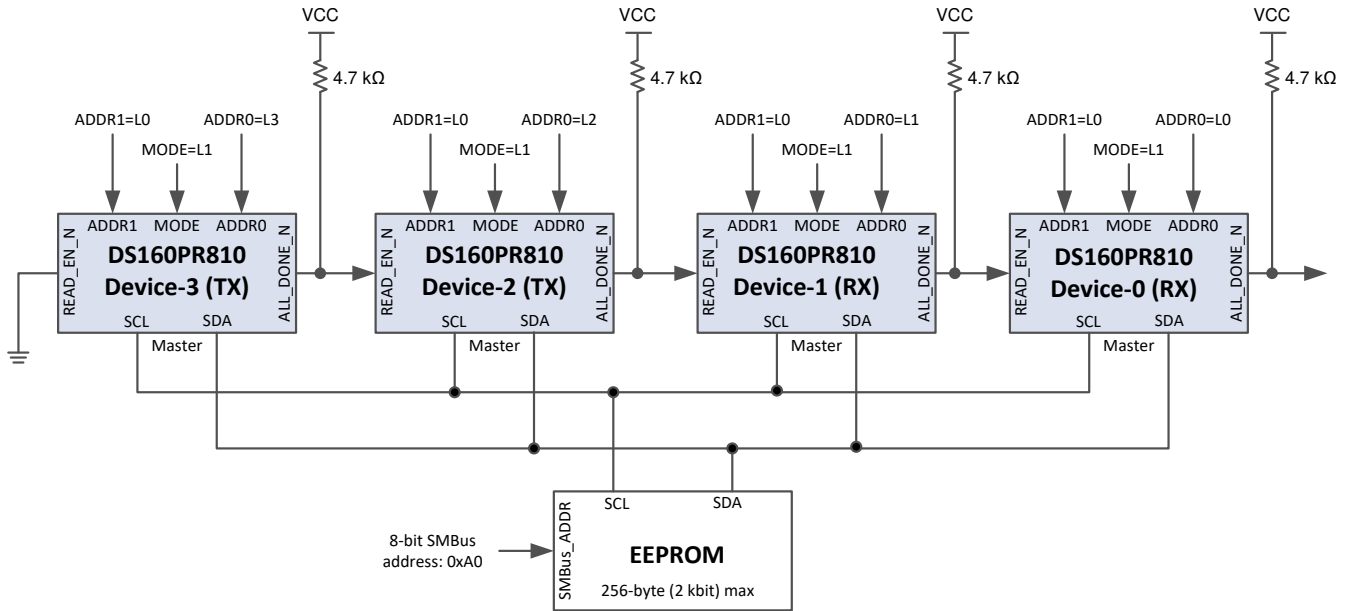 VCC VCC VCC VCC
4.7 kΩ 4.7 kΩ 4.7 kΩ 4.7 kΩ
ADDR1=L0 ADDR0=L3 ADDR1=L0 ADDR0=L2 ADDR1=L0 ADDR0=L1 ADDR1=L0 ADDR0=L0
MODE=L1 MODE=L1 MODE=L1 MODE=L1
READ_EN_N
ADDR1 MODE ADDR0
DS160PR810
Device-3 (TX)
SCL SDA
ALL_DONE_N
Master
READ_EN_N
ADDR1 MODE ADDR0
DS160PR810
Device-2 (TX)
SCL SDA
ALL_DONE_N
Master
READ_EN_N
ADDR1 MODE ADDR0
DS160PR810
Device-1 (RX)
SCL SDA
ALL_DONE_N
Master
READ_EN_N
ADDR1 MODE ADDR0
DS160PR810
Device-0 (RX)
SCL SDA
ALL_DONE_N
Master
8-bit SMBus
address: 0xA0
SMBus_ADDR
SCL SDA
EEPROM
256-byte (2 kbit) max